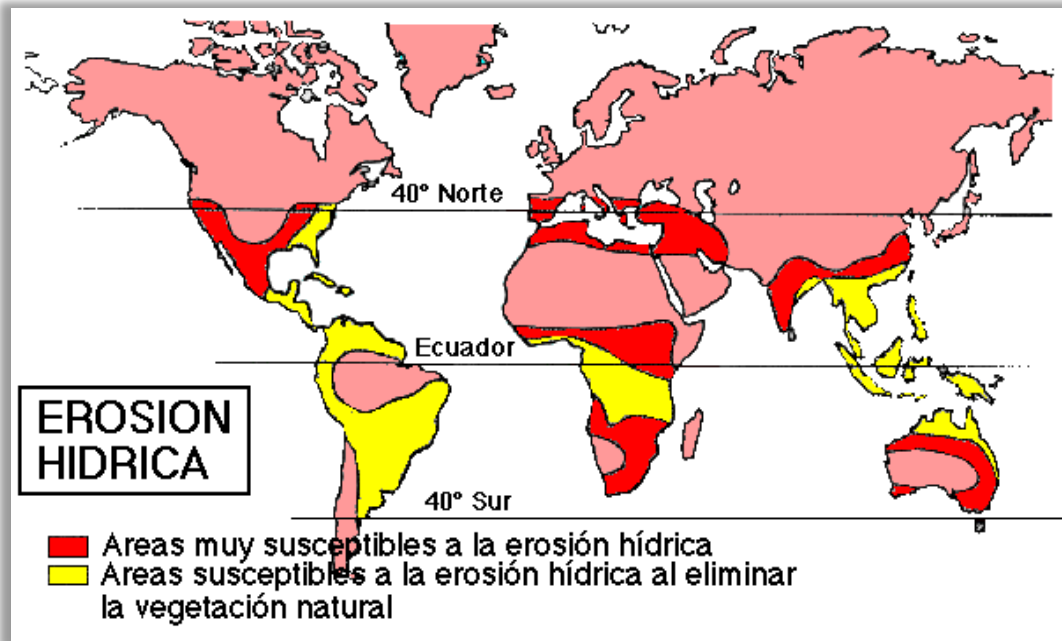 40° Norte
Ecuador
EROSION
HIDRICA
40° Sur
Areas muy susceptibles a la erosión hídrica
Areas susceptibles a la erosión hídrica al eliminar
la vegetación natural